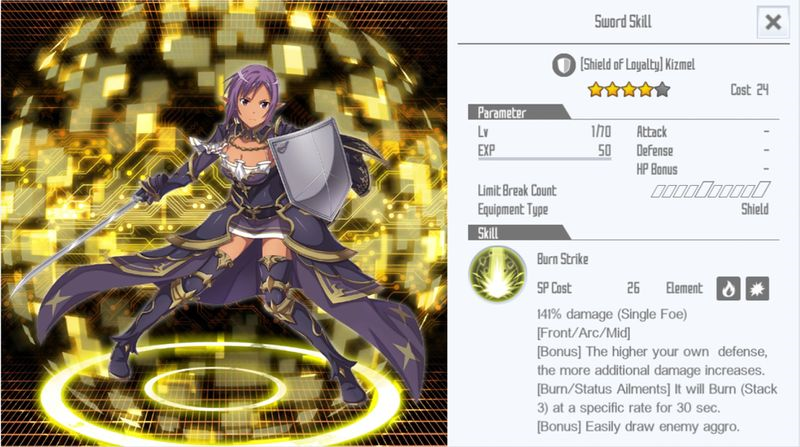 Sword Skill
[Shield of Loyalty] Kizmel
Cost 24
Parameter
Lv 1/70 Attack -
EXP 50 Defense -
HP Bonus -
Limit Break Count
Equipment Type Shield
Skill
Burn Strike
SP Cost 26 Element
141% damage (Single Foe)
[Front/Arc/Mid]
[Bonus] The higher your own defense,
the more additional damage increases.
[Burn/Status Ailments] It will Burn (Stack
3) at a specific rate for 30 sec.
[Bonus] Easily draw enemy aggro.